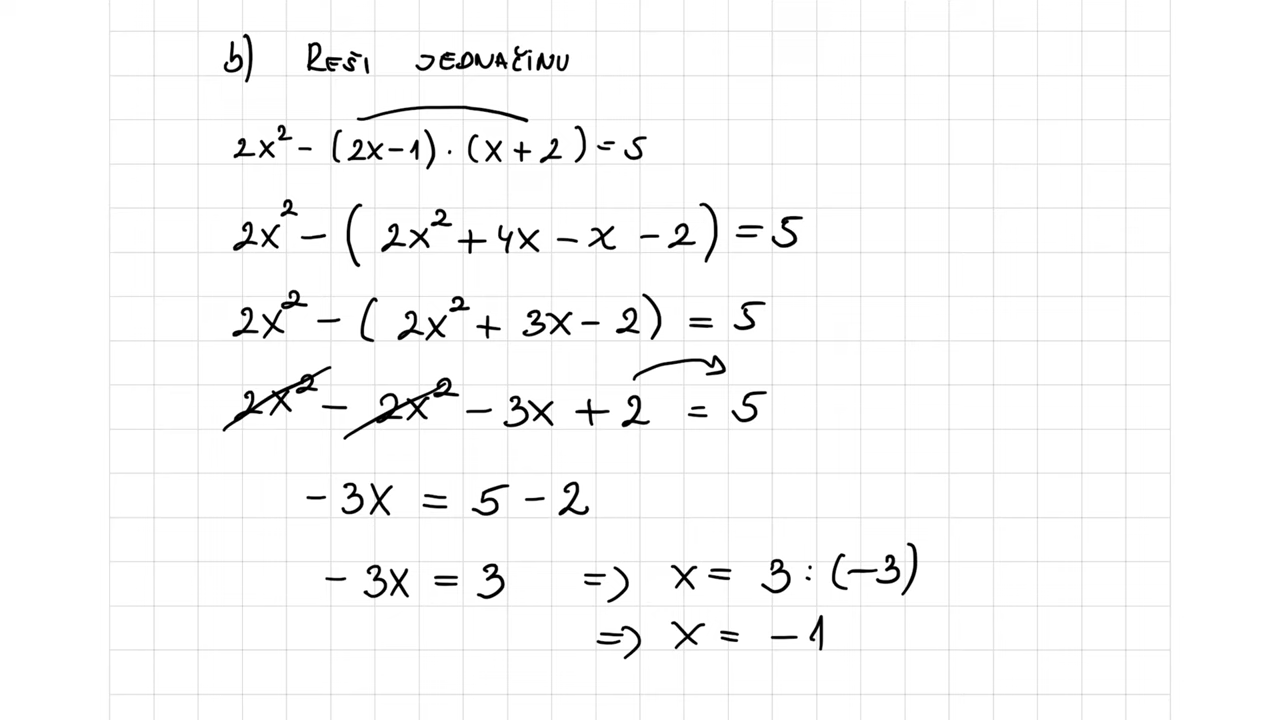 b) REŠI JEDNAČINU
2x² - (2x-1) · (x+2) = 5
2x² - (2x² + 4x - x - 2) = 5
2x² - (2x² + 3x - 2) = 5
2x² - 2x² - 3x + 2 = 5
-3x = 5 - 2
-3x = 3 => x = 3 : (-3)
=> x = -1